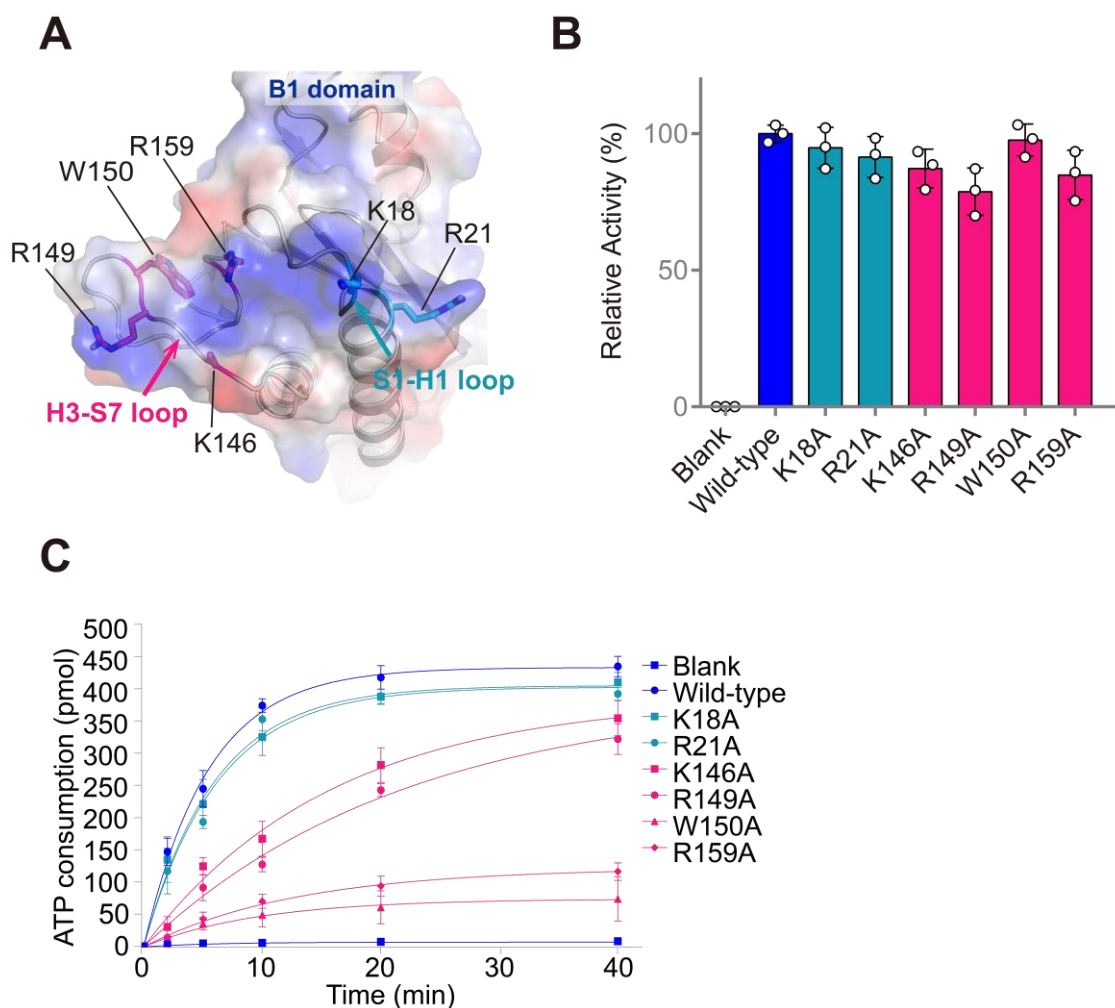 A
B1 domain
R159
W150
K18
R21
R149
S1-H1 loop
H3-S7 loop
K146
B
Relative Activity (%)
100
50
0
Blank
Wild-type
K18A
R21A
K146A
R149A
W150A
R159A
C
ATP consumption (pmol)
500
450
400
350
300
250
200
150
100
50
0
0
10
20
30
40
Time (min)
Blank
Wild-type
K18A
R21A
K146A
R149A
W150A
R159A